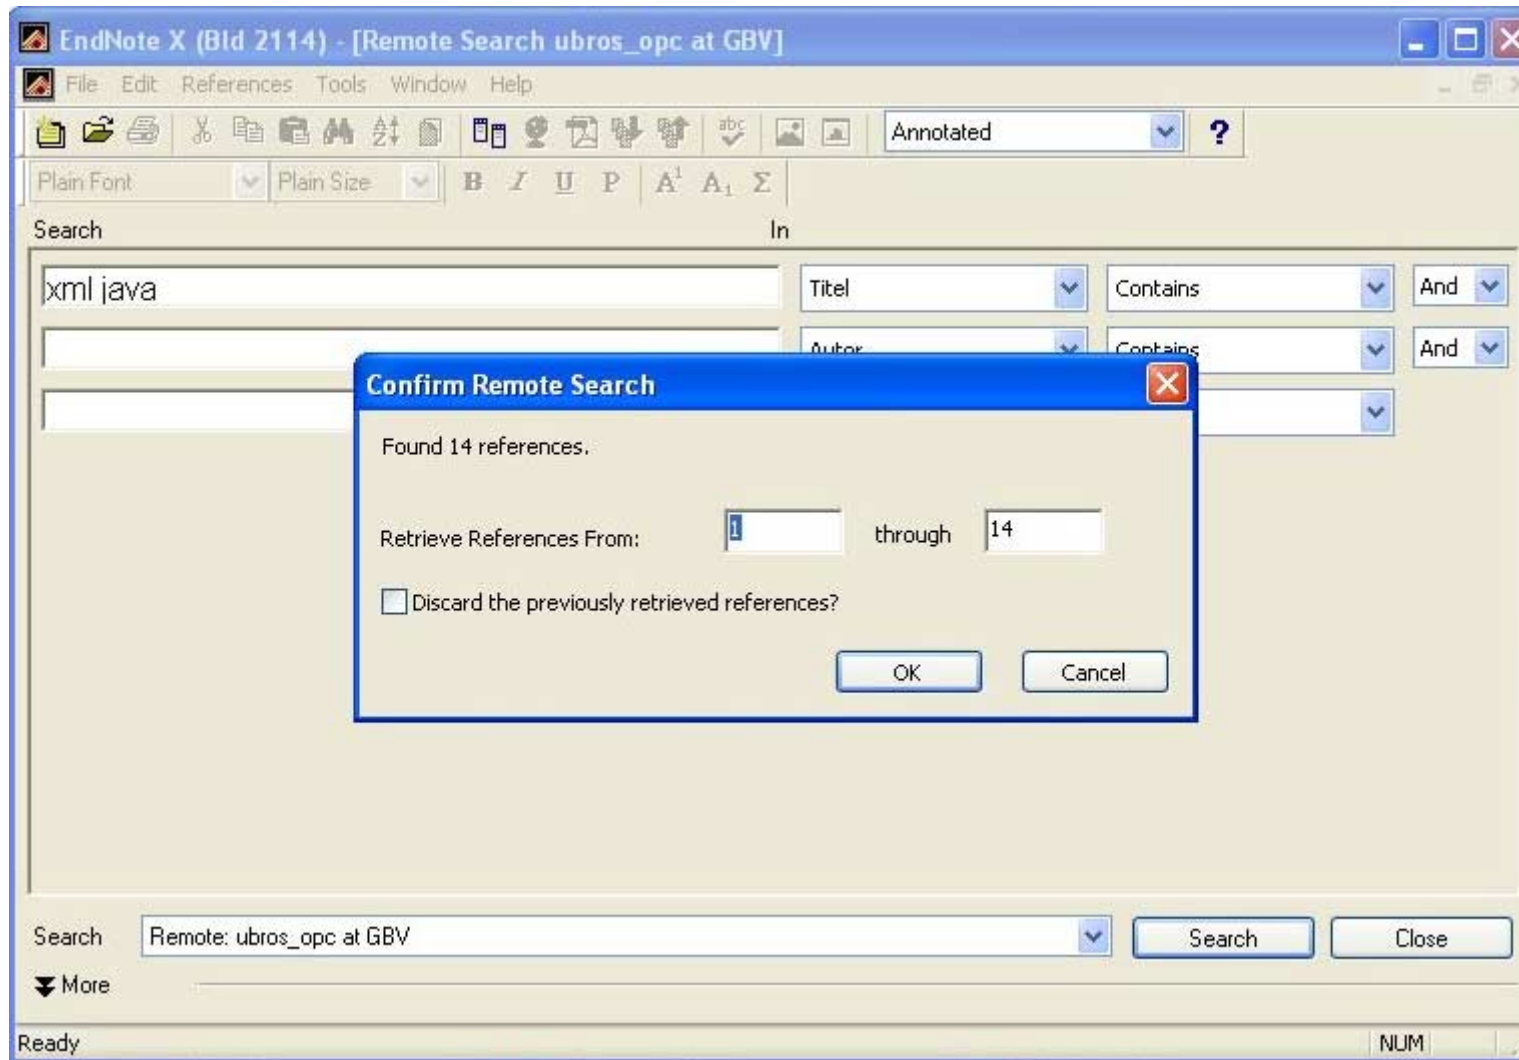 EndNote X (Bld 2114) - [Remote Search ubros_opc at GBV]
File Edit References Tools Window Help
abc Annotated ?
Plain Font Plain Size B I U P A¹ A₁ Σ
Search In
xml java Titel Contains And
Autor Contains And
Confirm Remote Search
Found 14 references.
Retrieve References From: 1 through 14
Discard the previously retrieved references?
OK Cancel
Search Remote: ubros_opc at GBV Search Close
More
Ready NUM